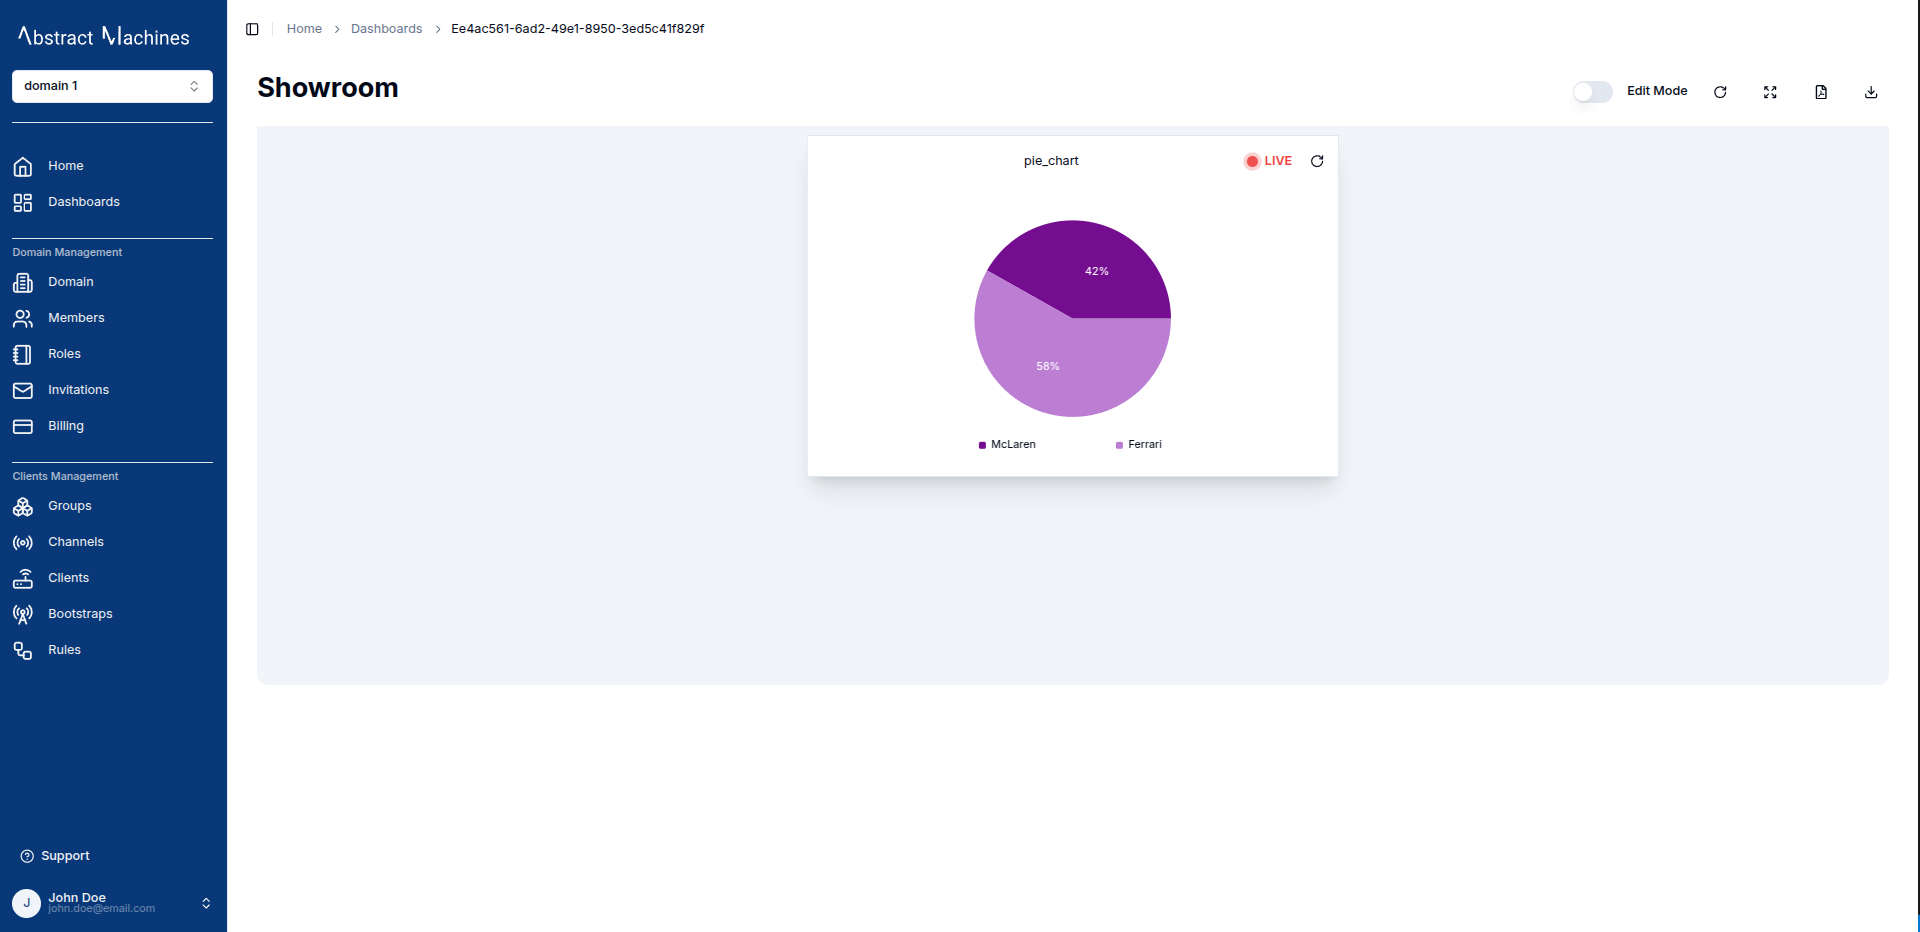 Abstract Machines
domain 1
Home
Dashboards
Domain Management
Domain
Members
Roles
Invitations
Billing
Clients Management
Groups
Channels
Clients
Bootstraps
Rules
Support
J
John Doe
john.doe@email.com
Home > Dashboards > Ee4ac561-6ad2-49e1-8950-3ed5c41f829f
Showroom
Edit Mode
pie_chart
LIVE
42%
58%
McLaren Ferrari